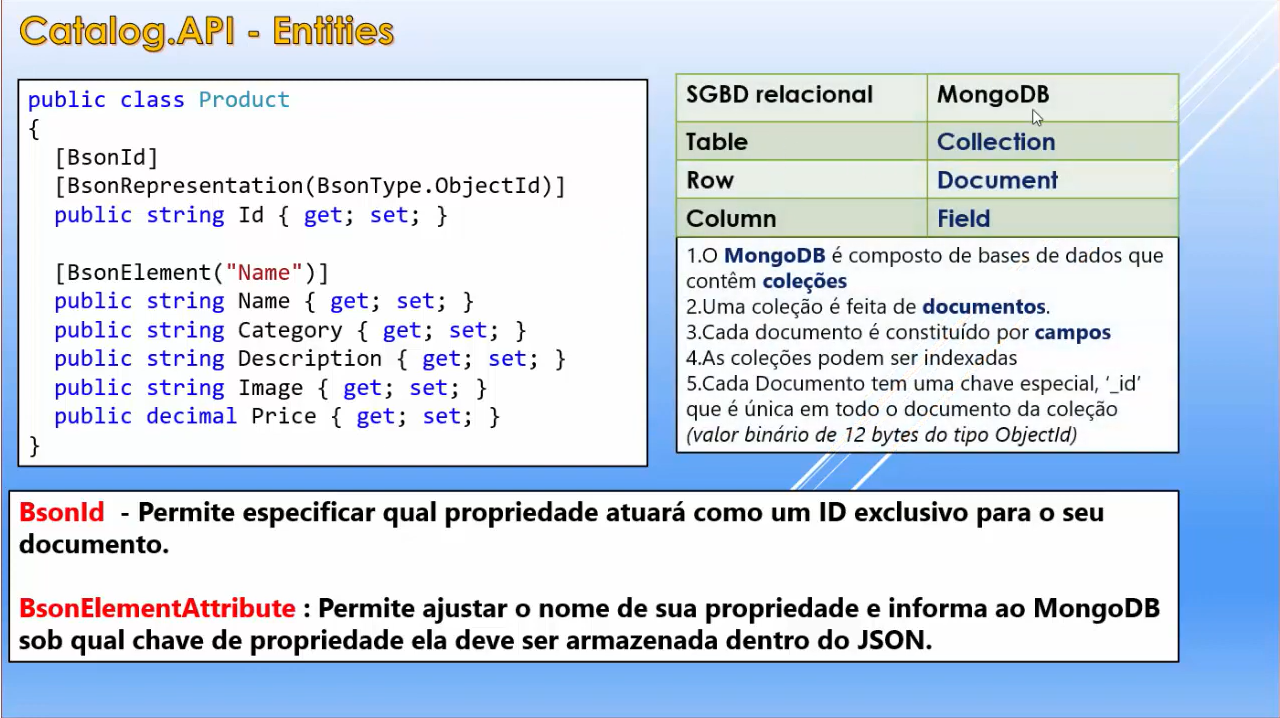 Catalog.API - Entities
public class Product
{
[BsonId]
[BsonRepresentation(BsonType.ObjectId)]
public string Id { get; set; }
[BsonElement("Name")]
public string Name { get; set; }
public string Category { get; set; }
public string Description { get; set; }
public string Image { get; set; }
public decimal Price { get; set; }
}
SGBD relacional MongoDB
Table Collection
Row Document
Column Field
1.O MongoDB é composto de bases de dados que
contêm coleções
2.Uma coleção é feita de documentos.
3.Cada documento é constituído por campos
4.As coleções podem ser indexadas
5.Cada Documento tem uma chave especial, ‘_id’
que é única em todo o documento da coleção
(valor binário de 12 bytes do tipo ObjectId)
BsonId - Permite especificar qual propriedade atuará como um ID exclusivo para o seu
documento.
BsonElementAttribute : Permite ajustar o nome de sua propriedade e informa ao MongoDB
sob qual chave de propriedade ela deve ser armazenada dentro do JSON.